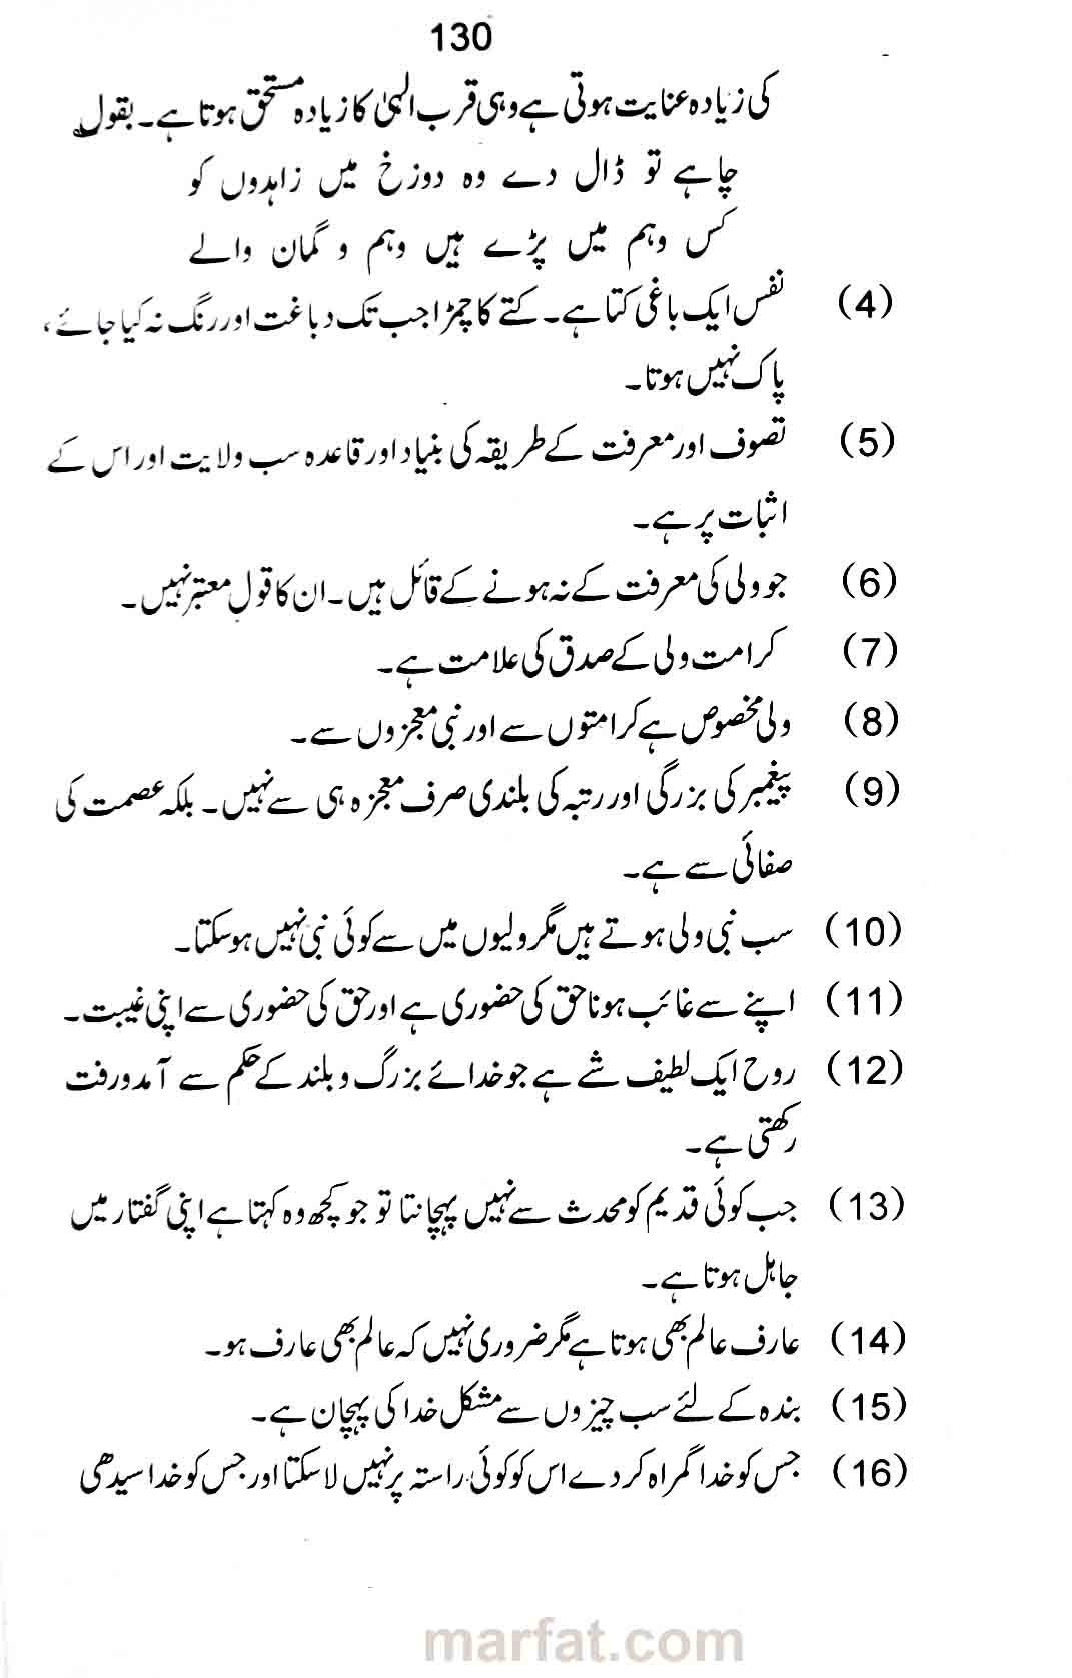 130
کی زیادہ عنایت ہوتی ہے وہی قرب الہیٰ کا زیادہ مستحق ہوتا ہے۔ بقول
چاہے تو ڈال دے وہ دوزخ میں زاہدوں کو
کس وہم میں پڑے ہیں وہم و گمان والے
(4) نفس ایک باغی کتا ہے۔ کتے کا چمڑا جب تک دباغت اور رنگ نہ کیا جائے،
پاک نہیں ہوتا۔
(5) تصوف اور معرفت کے طریقہ کی بنیاد اور قاعدہ سب ولایت اور اس کے
اثبات پر ہے۔
(6) جو ولی کی معرفت کے نہ ہونے کے قائل ہیں۔ ان کا قول معتبر نہیں۔
(7) کرامت ولی کے صدق کی علامت ہے۔
(8) ولی مخصوص ہے کرامتوں سے اور نبی معجزوں سے۔
(9) پیغمبر کی بزرگی اور رتبہ کی بلندی صرف معجزہ ہی سے نہیں۔ بلکہ عصمت کی
صفائی سے ہے۔
(10) سب نبی ولی ہوتے ہیں مگر ولیوں میں سے کوئی نبی نہیں ہو سکتا۔
(11) اپنے سے غائب ہونا حق کی حضوری ہے اور حق کی حضوری سے اپنی غیبت۔
(12) روح ایک لطیف شے ہے جو خدائے بزرگ و بلند کے حکم سے آمدورفت
رکھتی ہے۔
(13) جب کوئی قدیم کو محدث سے نہیں پہچانتا تو جو کچھ وہ کہتا ہے اپنی گفتار میں
جاہل ہوتا ہے۔
(14) عارف عالم بھی ہوتا ہے مگر ضروری نہیں کہ عالم بھی عارف ہو۔
(15) بندہ کے لئے سب چیزوں سے مشکل خدا کی پہچان ہے۔
(16) جس کو خدا گمراہ کر دے اس کو کوئی راستہ پر نہیں لا سکتا اور جس کو خدا سیدھی
marfat.com